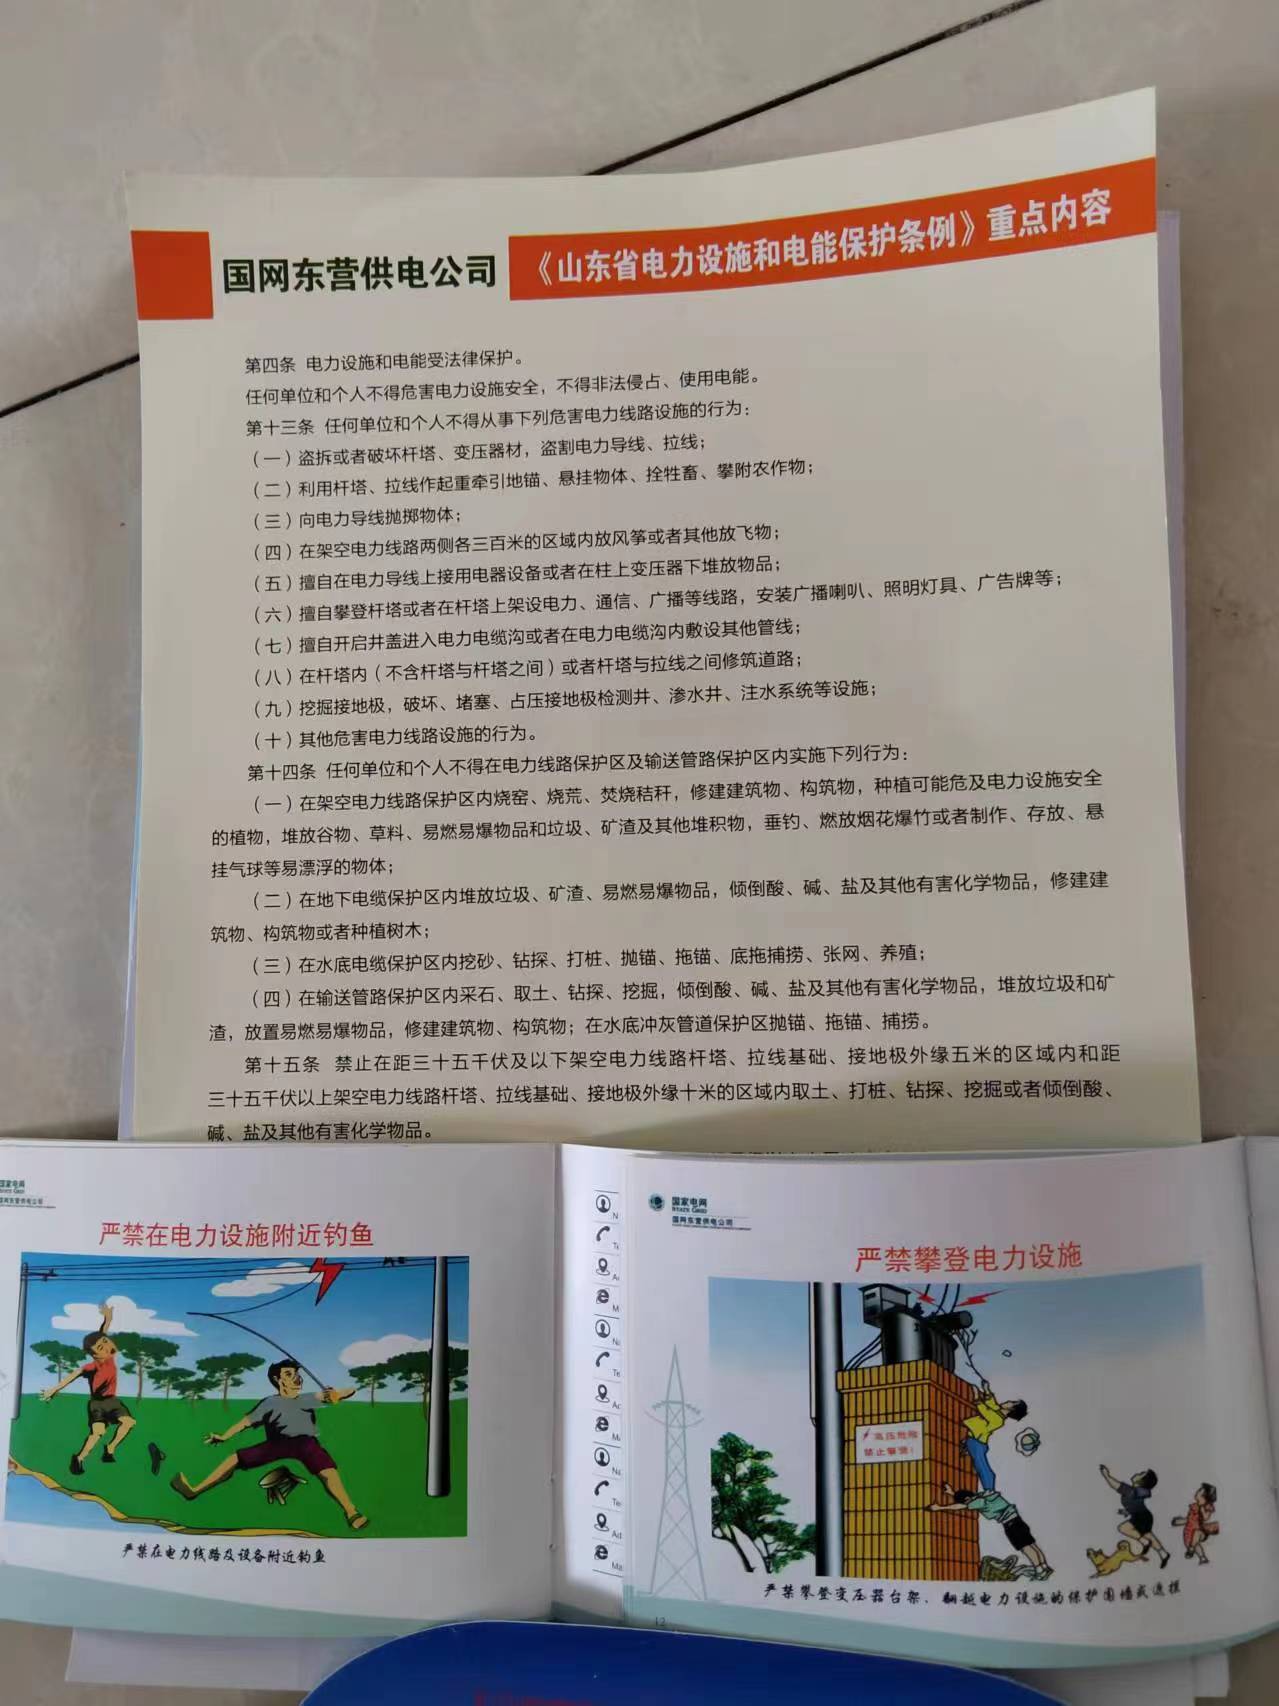 国网东营供电公司 《山东省电力设施和电能保护条例》重点内容
第四条 电力设施和电能受法律保护。
任何单位和个人不得危害电力设施安全，不得非法侵占、使用电能。
第十三条 任何单位和个人不得从事下列危害电力线路设施的行为：
（一）盗拆或者破坏杆塔、变压器材，盗割电力导线、拉线；
（二）利用杆塔、拉线作起重牵引地锚、悬挂物体、拴牲畜、攀附农作物；
（三）向电力导线抛掷物体；
（四）在架空电力线路两侧各三百米的区域内放风筝或者其他放飞物；
（五）擅自在电力导线上接用电器设备或者在柱上变压器下堆放物品；
（六）擅自攀登杆塔或者在杆塔上架设电力、通信、广播等线路，安装广播喇叭、照明灯具、广告牌等；
（七）擅自开启井盖进入电力电缆沟或者在电力电缆沟内敷设其他管线；
（八）在杆塔内（不含杆塔与杆塔之间）或者杆塔与拉线之间修筑道路；
（九）挖掘接地极，破坏、堵塞、占压接地极检测井、渗水井、注水系统等设施；
（十）其他危害电力线路设施的行为。
第十四条 任何单位和个人不得在电力线路保护区及输送管路保护区内实施下列行为：
（一）在架空电力线路保护区内烧窑、烧荒、焚烧秸秆，修建建筑物、构筑物，种植可能危及电力设施安全
的植物，堆放谷物、草料、易燃易爆物品和垃圾、矿渣及其他堆积物，垂钓、燃放烟花爆竹或者制作、存放、悬
挂气球等易漂浮的物体；
（二）在地下电缆保护区内堆放垃圾、矿渣、易燃易爆物品，倾倒酸、碱、盐及其他有害化学物品，修建建
筑物、构筑物或者种植树木；
（三）在水底电缆保护区内挖砂、钻探、打桩、抛锚、拖锚、底拖捕捞、张网、养殖；
（四）在输送管路保护区内采石、取土、钻探、挖掘，倾倒酸、碱、盐及其他有害化学物品，堆放垃圾和矿
渣，放置易燃易爆物品，修建建筑物、构筑物；在水底冲灰管道保护区抛锚、拖锚、捕捞。
第十五条 禁止在距三十五千伏及以下架空电力线路杆塔、拉线基础、接地极外缘五米的区域内和距
三十五千伏以上架空电力线路杆塔、拉线基础、接地极外缘十米的区域内取土、打桩、钻探、挖掘或者倾倒酸、
碱、盐及其他有害化学物品。
国家电网
STATE GRID
国网东营供电公司
严禁在电力设施附近钓鱼
严禁在电力线路及设备附近钓鱼
国家电网
STATE GRID
国网东营供电公司
严禁攀登电力设施
高压危险
禁止攀登！
严禁攀登变压器台架、翻越电力设施的保护围墙或遮拦
12